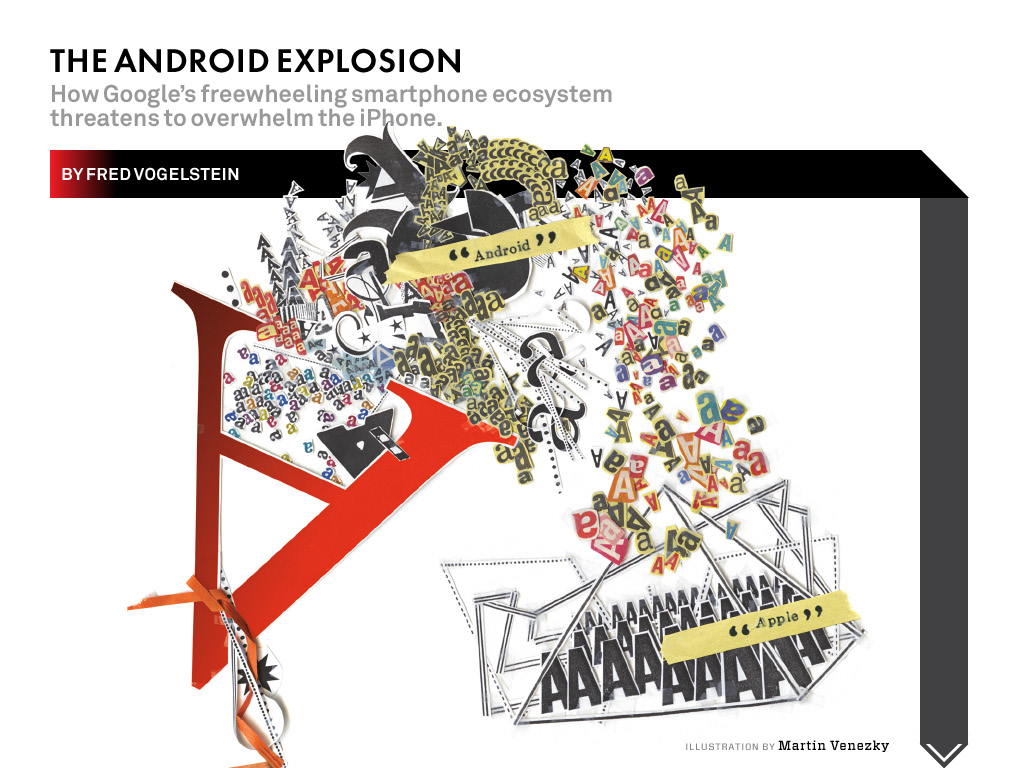 THE ANDROID EXPLOSION
How Google's freewheeling smartphone ecosystem
threatens to overwhelm the iPhone.
BY FRED VOGELSTEIN
“ Android ”
“ Apple ”
ILLUSTRATION BY Martin Venezky